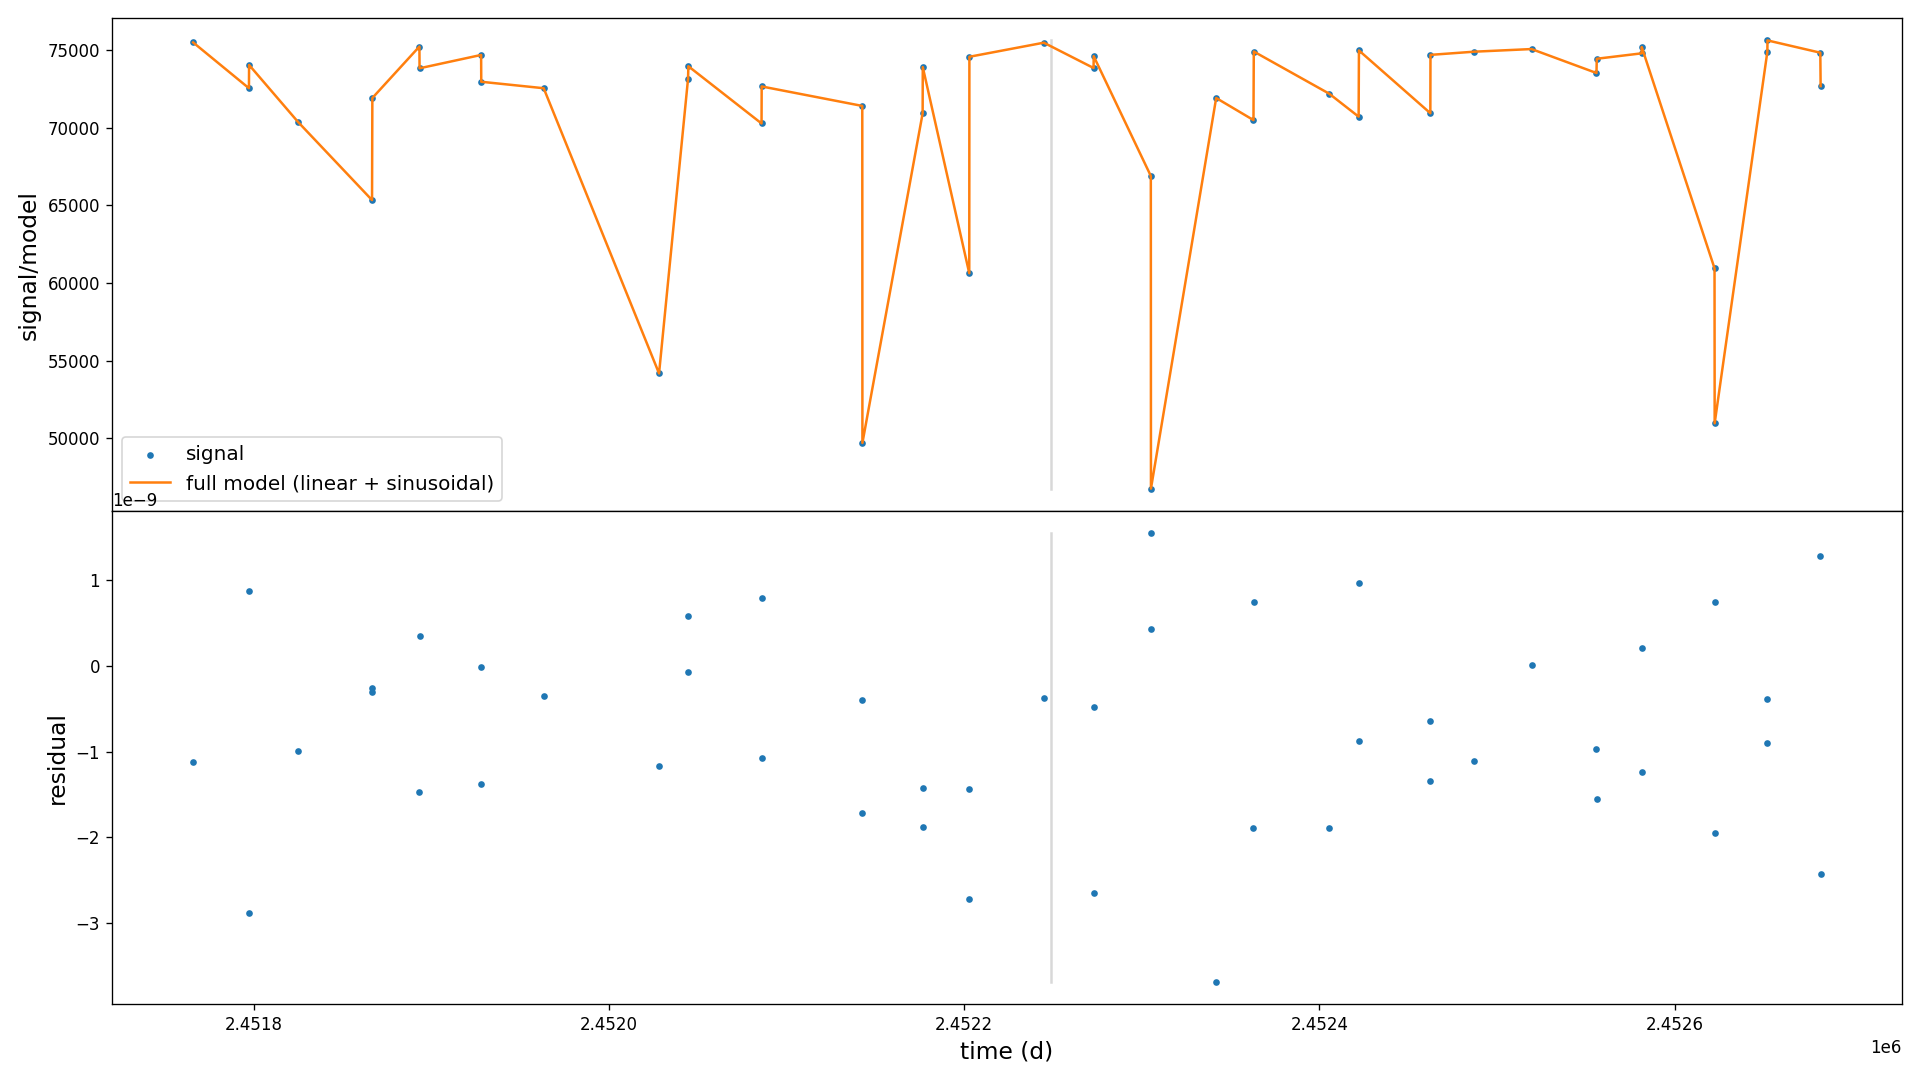 75000
70000
65000
60000
55000
50000
signal/model
signal
full model (linear + sinusoidal)
1e−9
1
0
−1
−2
−3
residual
2.4518
2.4520
2.4522
2.4524
2.4526
time (d)
1e6